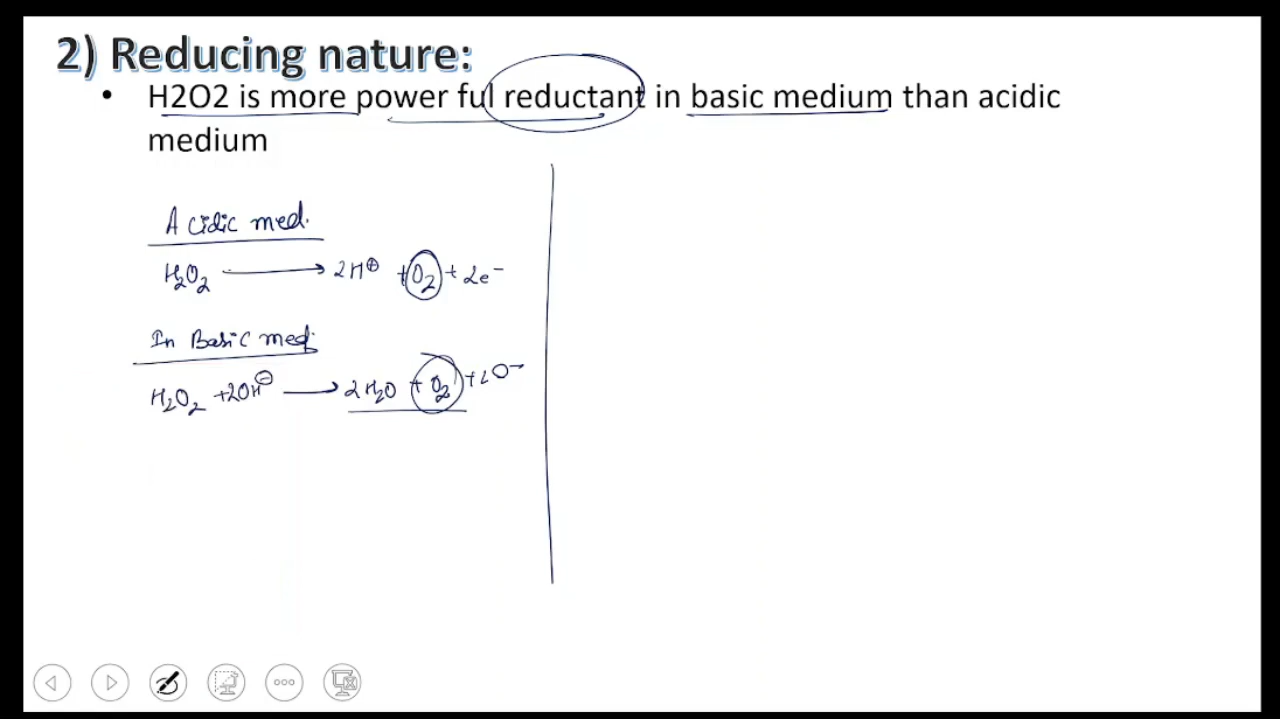 2) Reducing nature:
• H2O2 is more power ful reductant in basic medium than acidic
medium
Acidic med.
H₂O₂ ⟶ 2H⊕ + O₂ + 2e⁻
In Basic med.
H₂O₂ + 2OH⊖ ⟶ 2H₂O + O₂ +